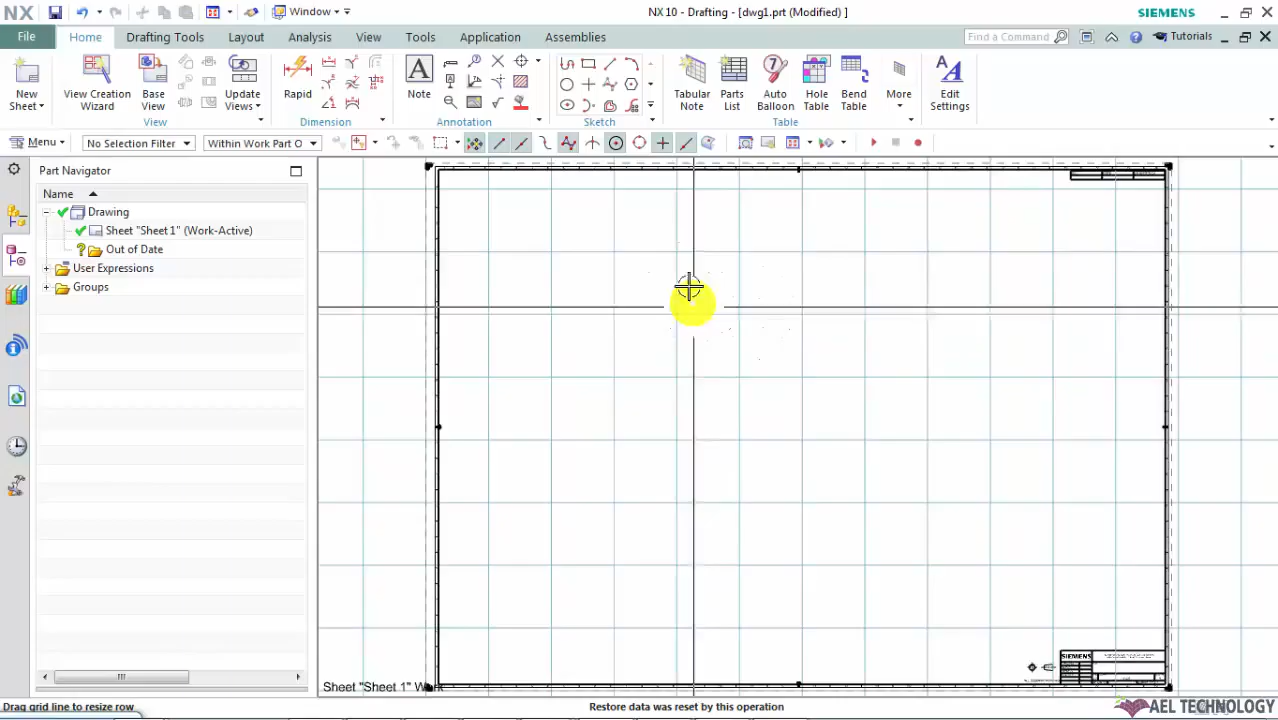 NX Window NX 10 - Drafting - [dwg1.prt (Modified) ] SIEMENS
File Home Drafting Tools Layout Analysis View Tools Application Assemblies Find a Command Tutorials
New Sheet View Creation Wizard Base View Update Views Rapid Note Tabular Note Parts List Auto Balloon Hole Table Bend Table More Edit Settings
View Dimension Annotation Sketch Table
Menu No Selection Filter Within Work Part O
Part Navigator
Name
Drawing
Sheet "Sheet 1" (Work-Active)
Out of Date
User Expressions
Groups
SIEMENS
Sheet "Sheet 1" Work
Drag grid line to resize row Restore data was reset by this operation
AEL TECHNOLOGY